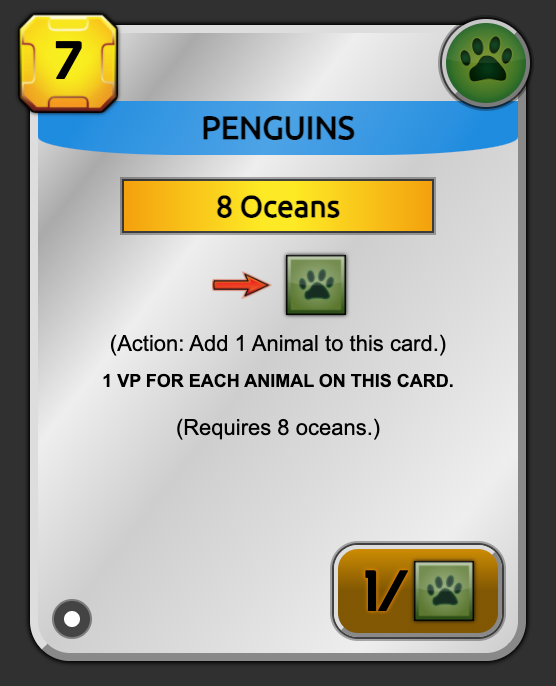 7
PENGUINS
8 Oceans
(Action: Add 1 Animal to this card.)
1 VP FOR EACH ANIMAL ON THIS CARD.
(Requires 8 oceans.)
1/